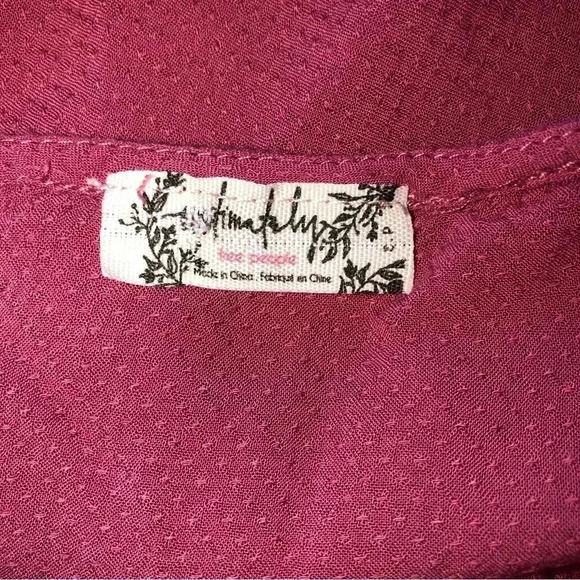 intimately
free people
Made in China . Fabriqué en Chine